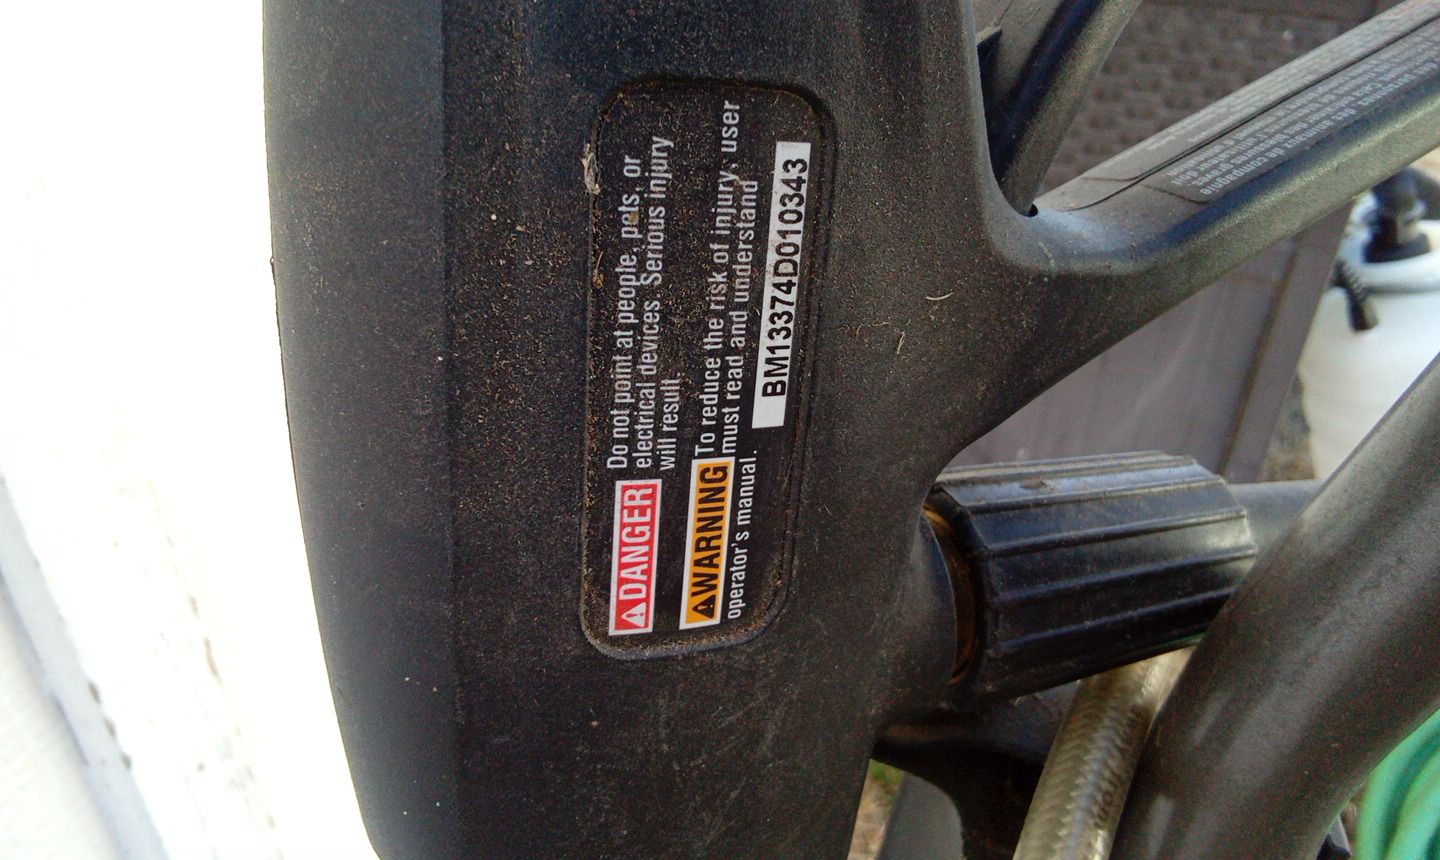 DANGER Do not point at people, pets, or
electrical devices. Serious injury
will result.
WARNING To reduce the risk of injury, user
must read and understand
operator's manual.
BM13374D010343